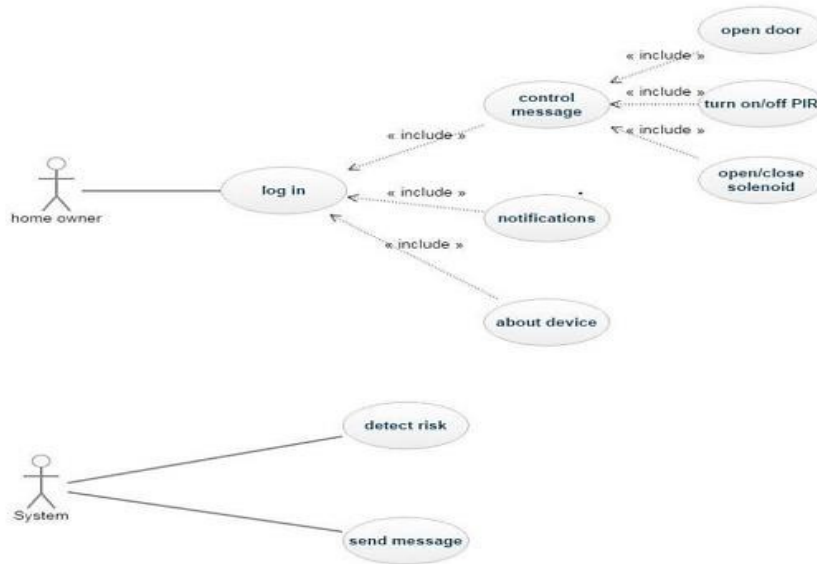 open door
« include »
control
message
« include »
turn on/off PIR
« include »
« include »
open/close
solenoid
log in
« include »
home owner
notifications
« include »
about device
detect risk
System
send message